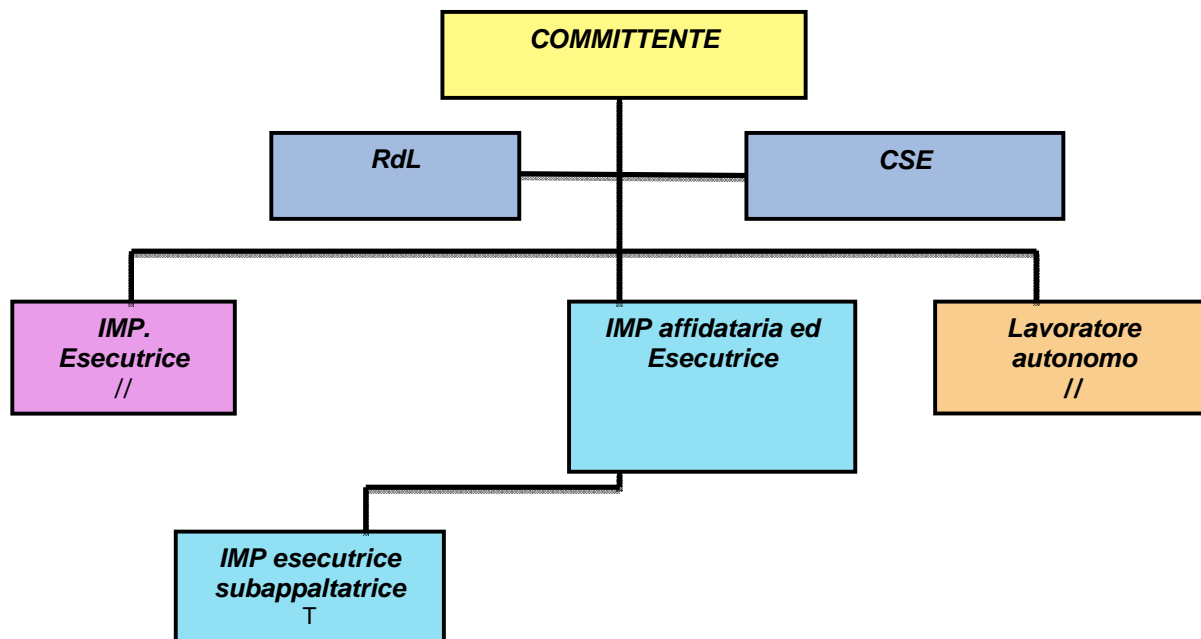 COMMITTENTE
RdL
CSE
IMP.
Esecutrice
//
IMP affidataria ed
Esecutrice
Lavoratore
autonomo
//
IMP esecutrice
subappaltatrice
T